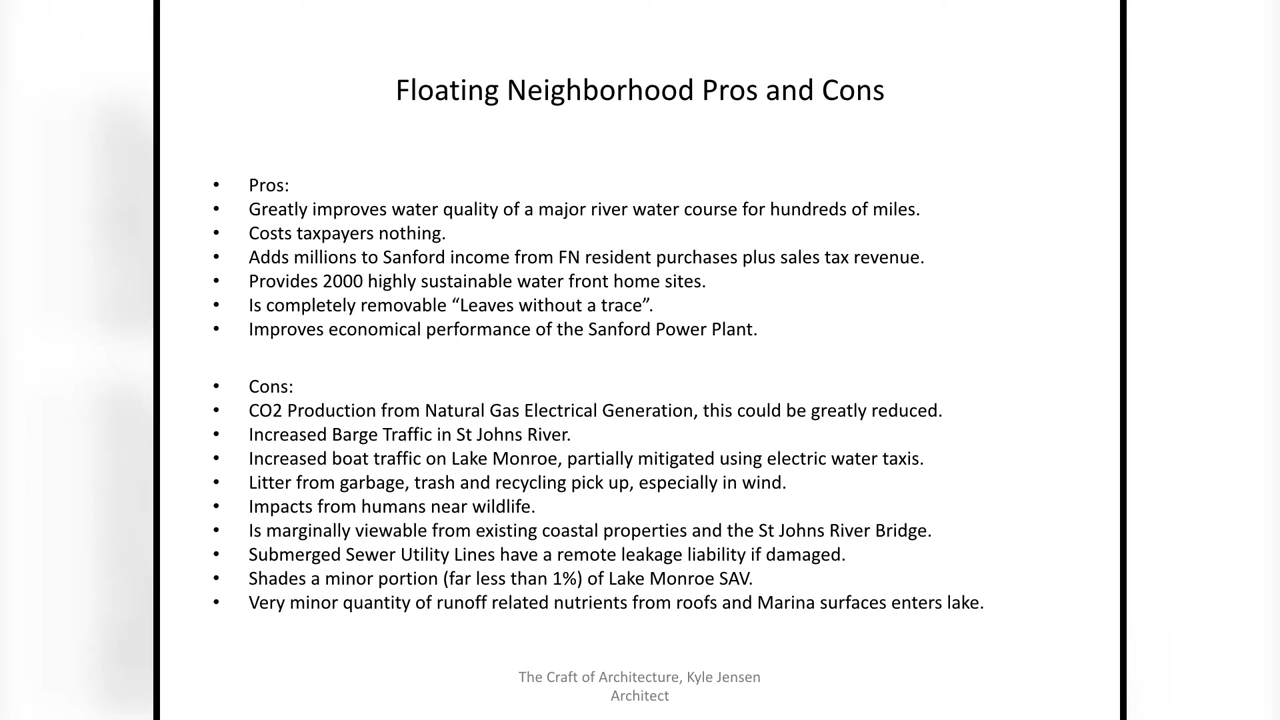 Floating Neighborhood Pros and Cons
• Pros:
• Greatly improves water quality of a major river water course for hundreds of miles.
• Costs taxpayers nothing.
• Adds millions to Sanford income from FN resident purchases plus sales tax revenue.
• Provides 2000 highly sustainable water front home sites.
• Is completely removable “Leaves without a trace”.
• Improves economical performance of the Sanford Power Plant.
• Cons:
• CO2 Production from Natural Gas Electrical Generation, this could be greatly reduced.
• Increased Barge Traffic in St Johns River.
• Increased boat traffic on Lake Monroe, partially mitigated using electric water taxis.
• Litter from garbage, trash and recycling pick up, especially in wind.
• Impacts from humans near wildlife.
• Is marginally viewable from existing coastal properties and the St Johns River Bridge.
• Submerged Sewer Utility Lines have a remote leakage liability if damaged.
• Shades a minor portion (far less than 1%) of Lake Monroe SAV.
• Very minor quantity of runoff related nutrients from roofs and Marina surfaces enters lake.
The Craft of Architecture, Kyle Jensen
Architect